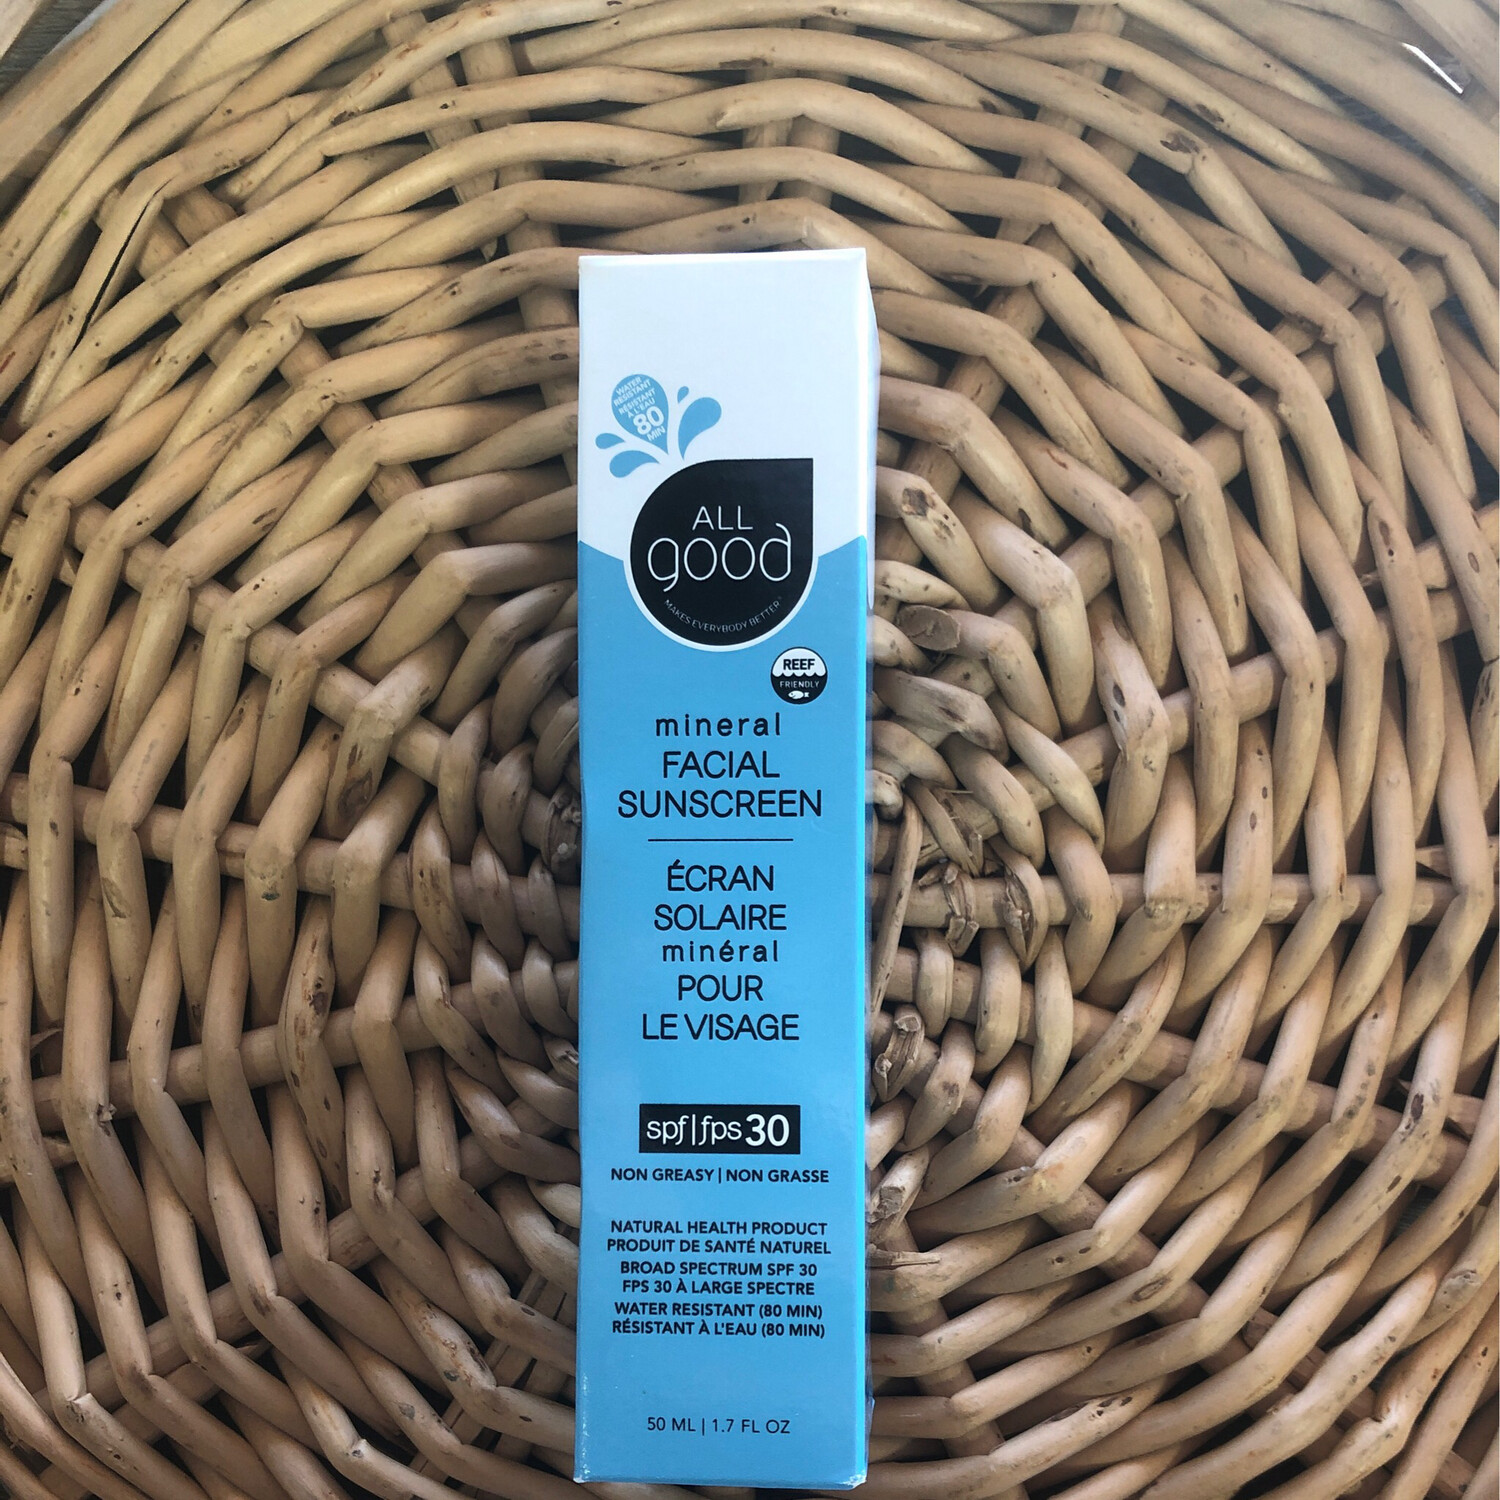 WATER
RESISTANT
RÉSISTANT
À L'EAU
80
MIN
ALL
good
MAKES EVERYBODY BETTER®
REEF
FRIENDLY
mineral
FACIAL
SUNSCREEN
ÉCRAN
SOLAIRE
minéral
POUR
LE VISAGE
spf|fps 30
NON GREASY | NON GRASSE
NATURAL HEALTH PRODUCT
PRODUIT DE SANTÉ NATUREL
BROAD SPECTRUM SPF 30
FPS 30 À LARGE SPECTRE
WATER RESISTANT (80 MIN)
RÉSISTANT À L'EAU (80 MIN)
50 ML | 1.7 FL OZ